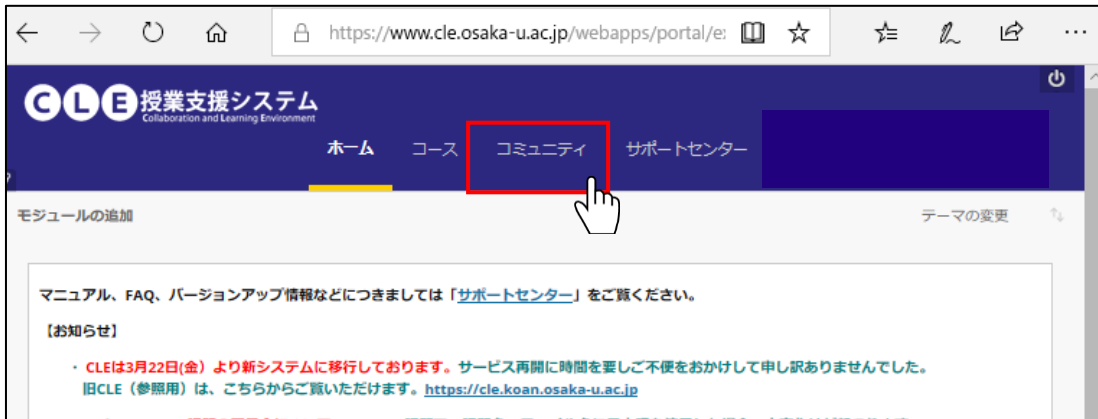 https://www.cle.osaka-u.ac.jp/webapps/portal/e
CLE 授業支援システム
Collaboration and Learning Environment
ホーム コース コミュニティ サポートセンター
モジュールの追加 テーマの変更
マニュアル、FAQ、バージョンアップ情報などにつきましては「サポートセンター」をご覧ください。
【お知らせ】
・CLEは3月22日(金）より新システムに移行しております。サービス再開に時間を要しご不便をおかけして申し訳ありませんでした。
旧CLE（参照用）は、こちらからご覧いただけます。https://cle.koan.osaka-u.ac.jp